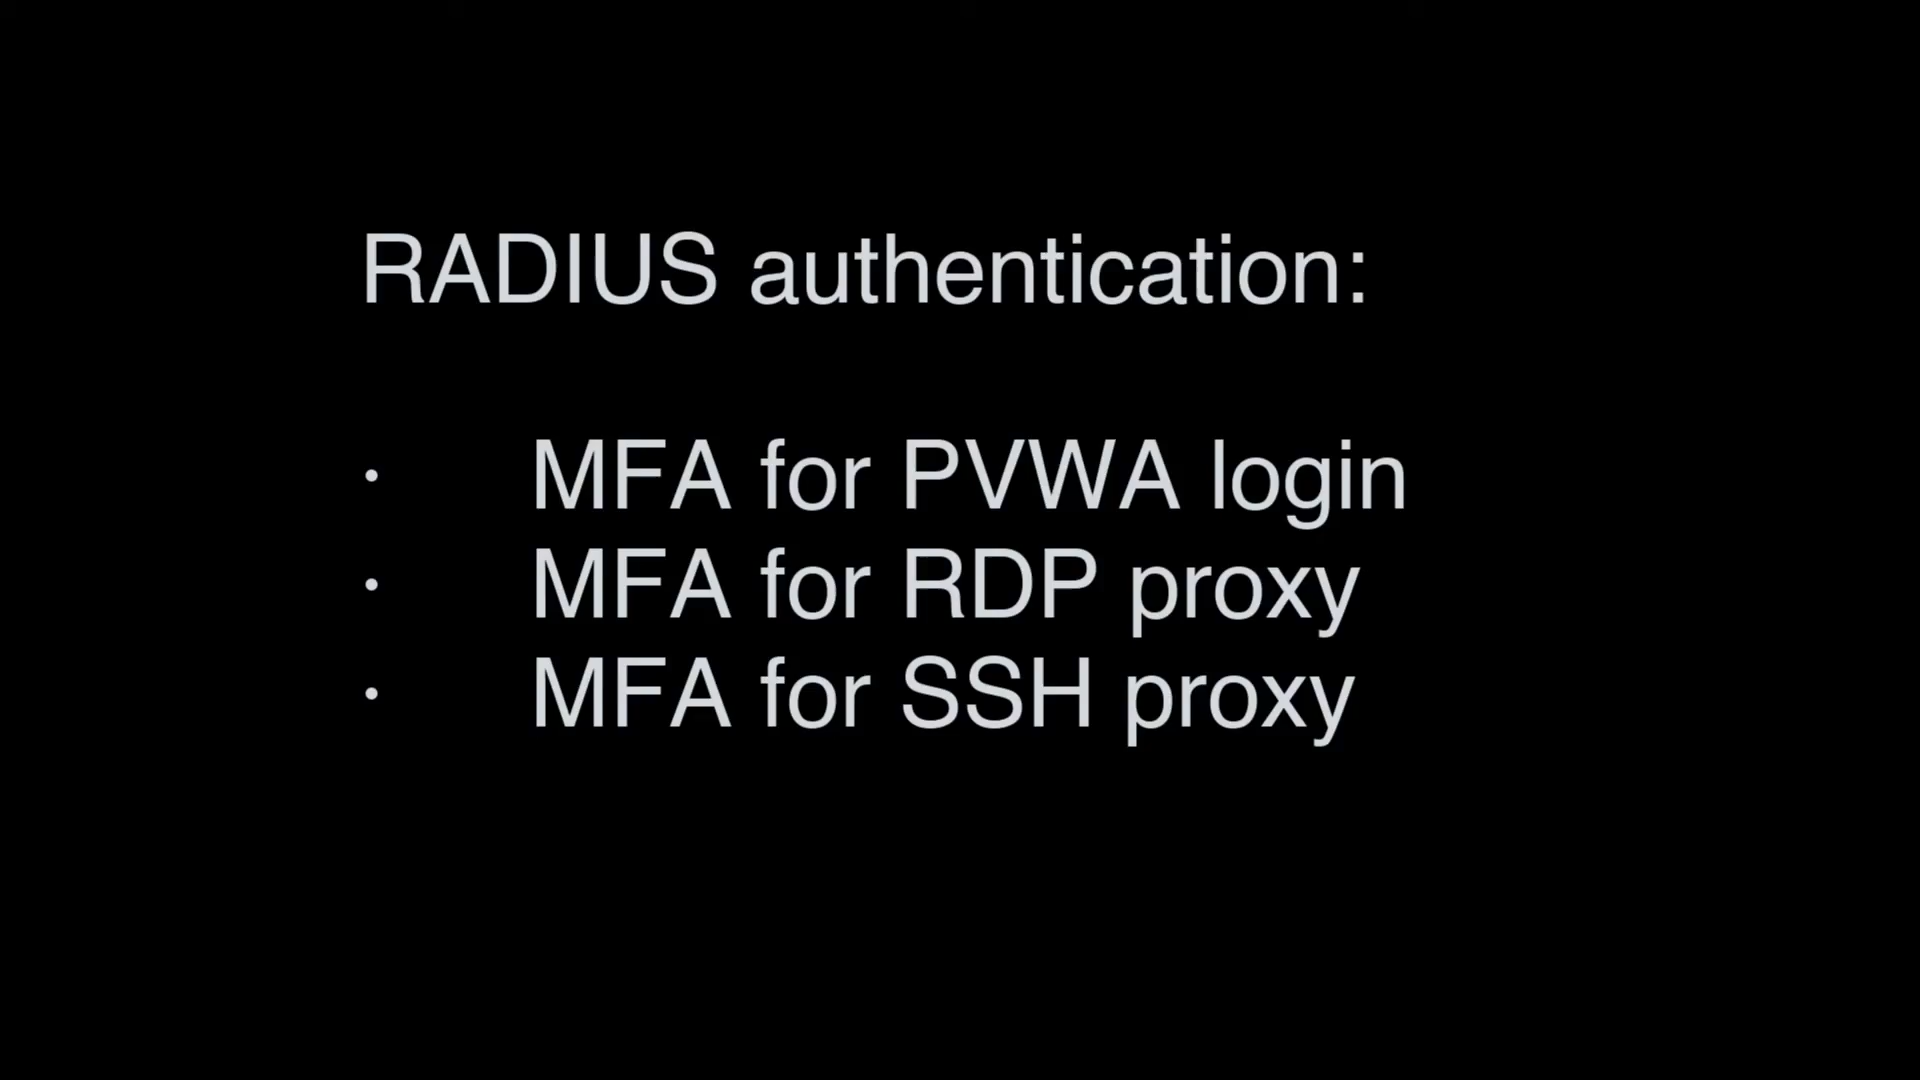 RADIUS authentication:
· MFA for PVWA login
· MFA for RDP proxy
· MFA for SSH proxy